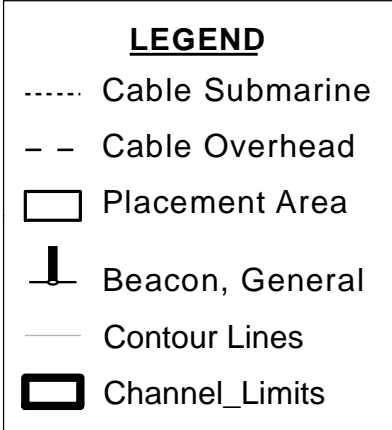 LEGEND
Cable Submarine
Cable Overhead
Placement Area
Beacon, General
Contour Lines
Channel_Limits